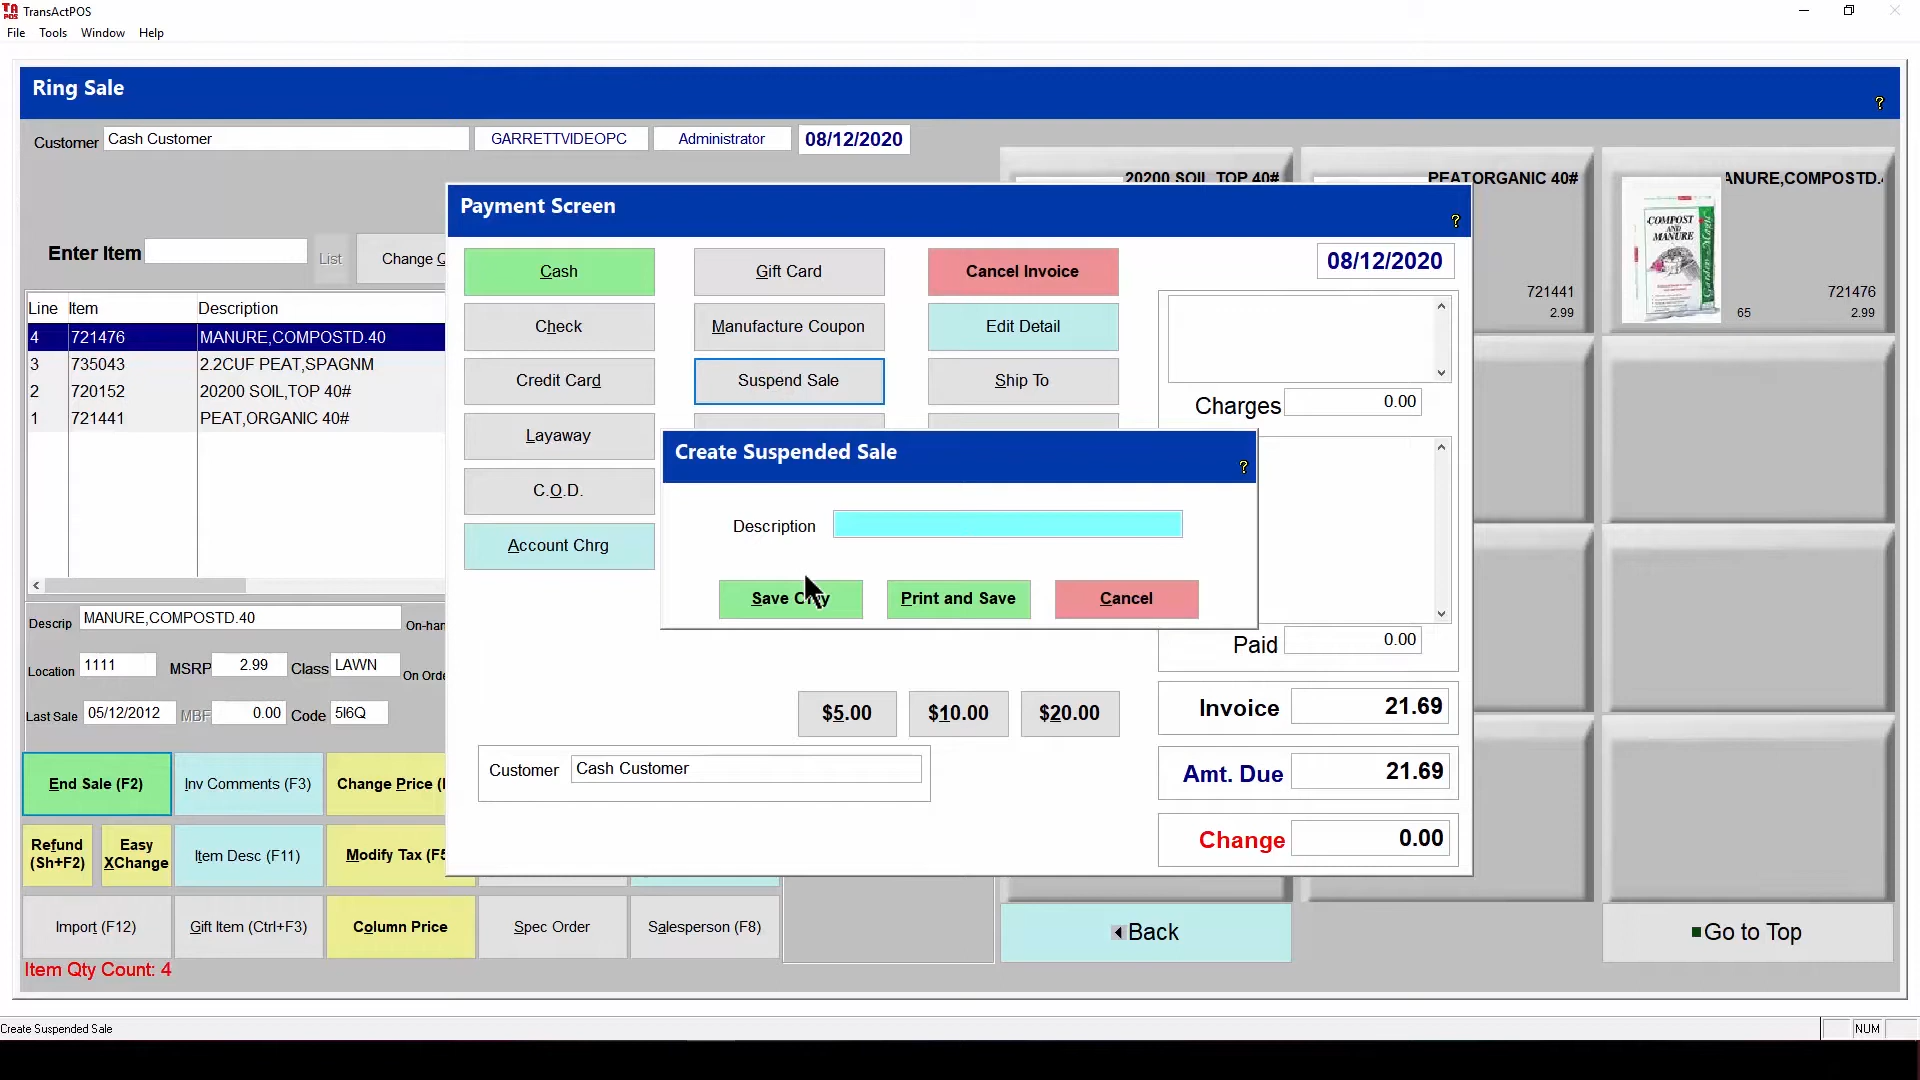 TransActPOS
File Tools Window Help
Ring Sale
?
Customer Cash Customer GARRETTVIDEOPC Administrator 08/12/2020
20200 SOIL,TOP 40#
PEAT,ORGANIC 40#
ANURE,COMPOSTD.
COMPOST
AND
MANURE
721441
2.99
721476
65 2.99
Enter Item List Change Q
Line Item Description
4 721476 MANURE,COMPOSTD.40
3 735043 2.2CUF PEAT,SPAGNM
2 720152 20200 SOIL,TOP 40#
1 721441 PEAT,ORGANIC 40#
Descrip MANURE,COMPOSTD.40 On-han
Location 1111 MSRP 2.99 Class LAWN On Orde
Last Sale 05/12/2012 MBF 0.00 Code 5I6Q
End Sale (F2) Inv Comments (F3) Change Price (
Refund (Sh+F2) Easy XChange Item Desc (F11) Modify Tax (F5
Import (F12) Gift Item (Ctrl+F3) Column Price Spec Order Salesperson (F8)
Item Qty Count: 4
Payment Screen
?
Cash Gift Card Cancel Invoice 08/12/2020
Check Manufacture Coupon Edit Detail
Credit Card Suspend Sale Ship To
Charges 0.00
Layaway
C.O.D.
Account Chrg
Create Suspended Sale
?
Description
Save Only Print and Save Cancel
Paid 0.00
$5.00 $10.00 $20.00
Invoice 21.69
Customer Cash Customer
Amt. Due 21.69
Change 0.00
Back
Go to Top
Create Suspended Sale
NUM